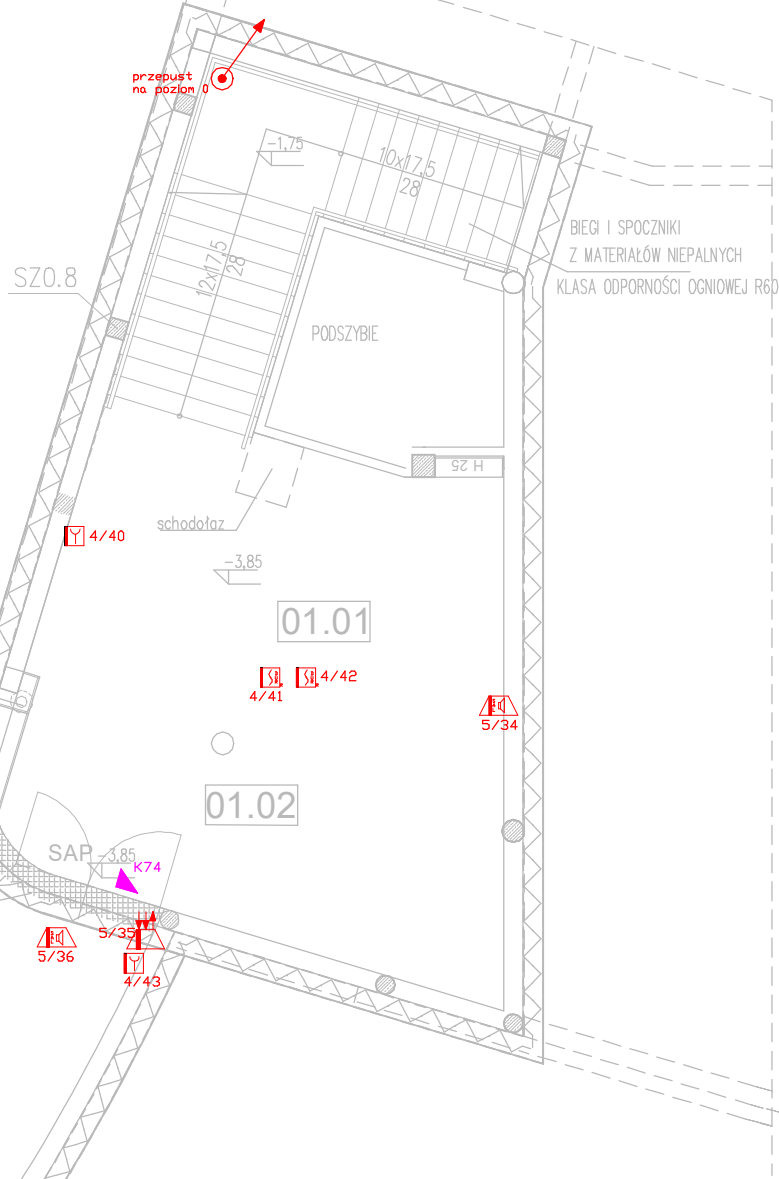 przepust
na poziom 0
-1,75
10x17,5
28
BIEGI I SPOCZNIKI
Z MATERIAŁÓW NIEPALNYCH
KLASA ODPORNOŚCI OGNIOWEJ R60
12x17,5
28
SZ0.8
PODSZYBIE
H 25
schodołaz
4/40
-3,85
01.01
4/41
4/42
5/34
01.02
SAP
-3,85
K74
5/35
5/36
4/43